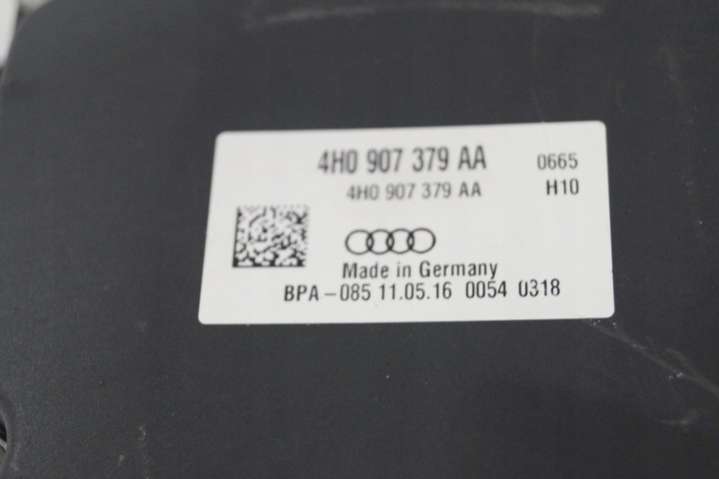 4H0 907 379 AA 0665
4H0 907 379 AA H10
Made in Germany
BPA-085 11.05.16 0054 0318